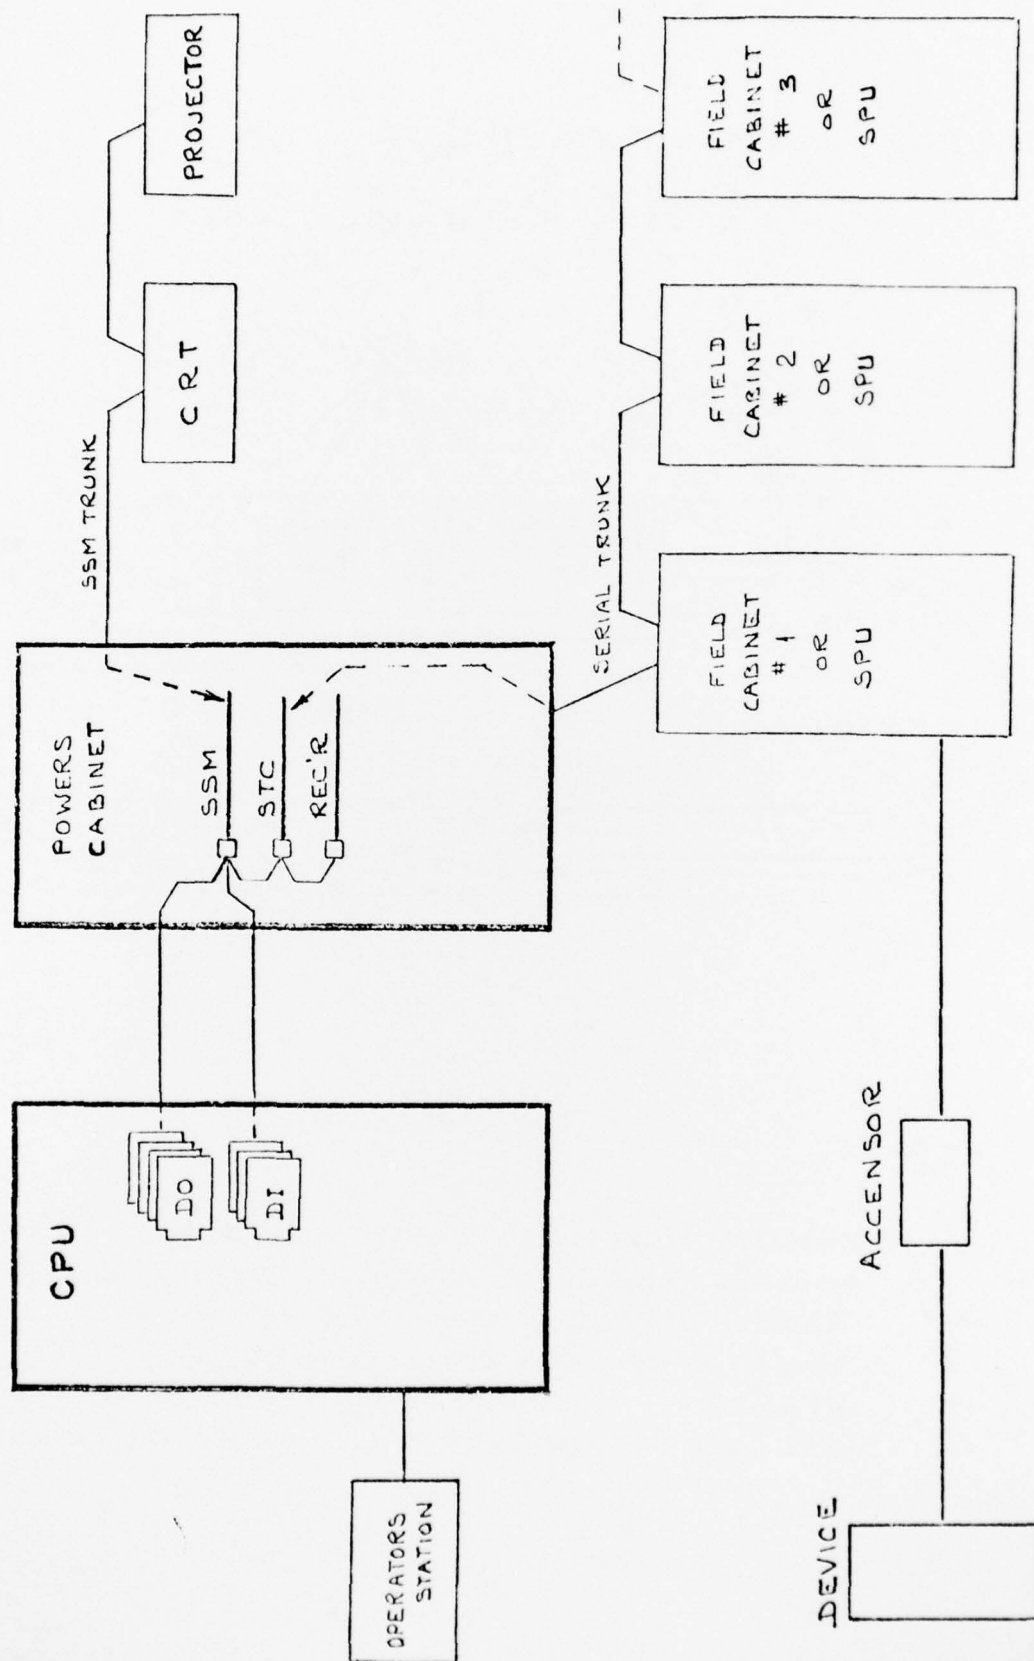 OPERATORS
STATION
CPU
DO
DI
POWERS
CABINET
SSM
STC
REC'R
SSM TRUNK
CRT
PROJECTOR
DEVICE
ACCENSOR
SERIAL TRUNK
FIELD
CABINET
# 1
OR
SPU
FIELD
CABINET
# 2
OR
SPU
FIELD
CABINET
# 3
OR
SPU